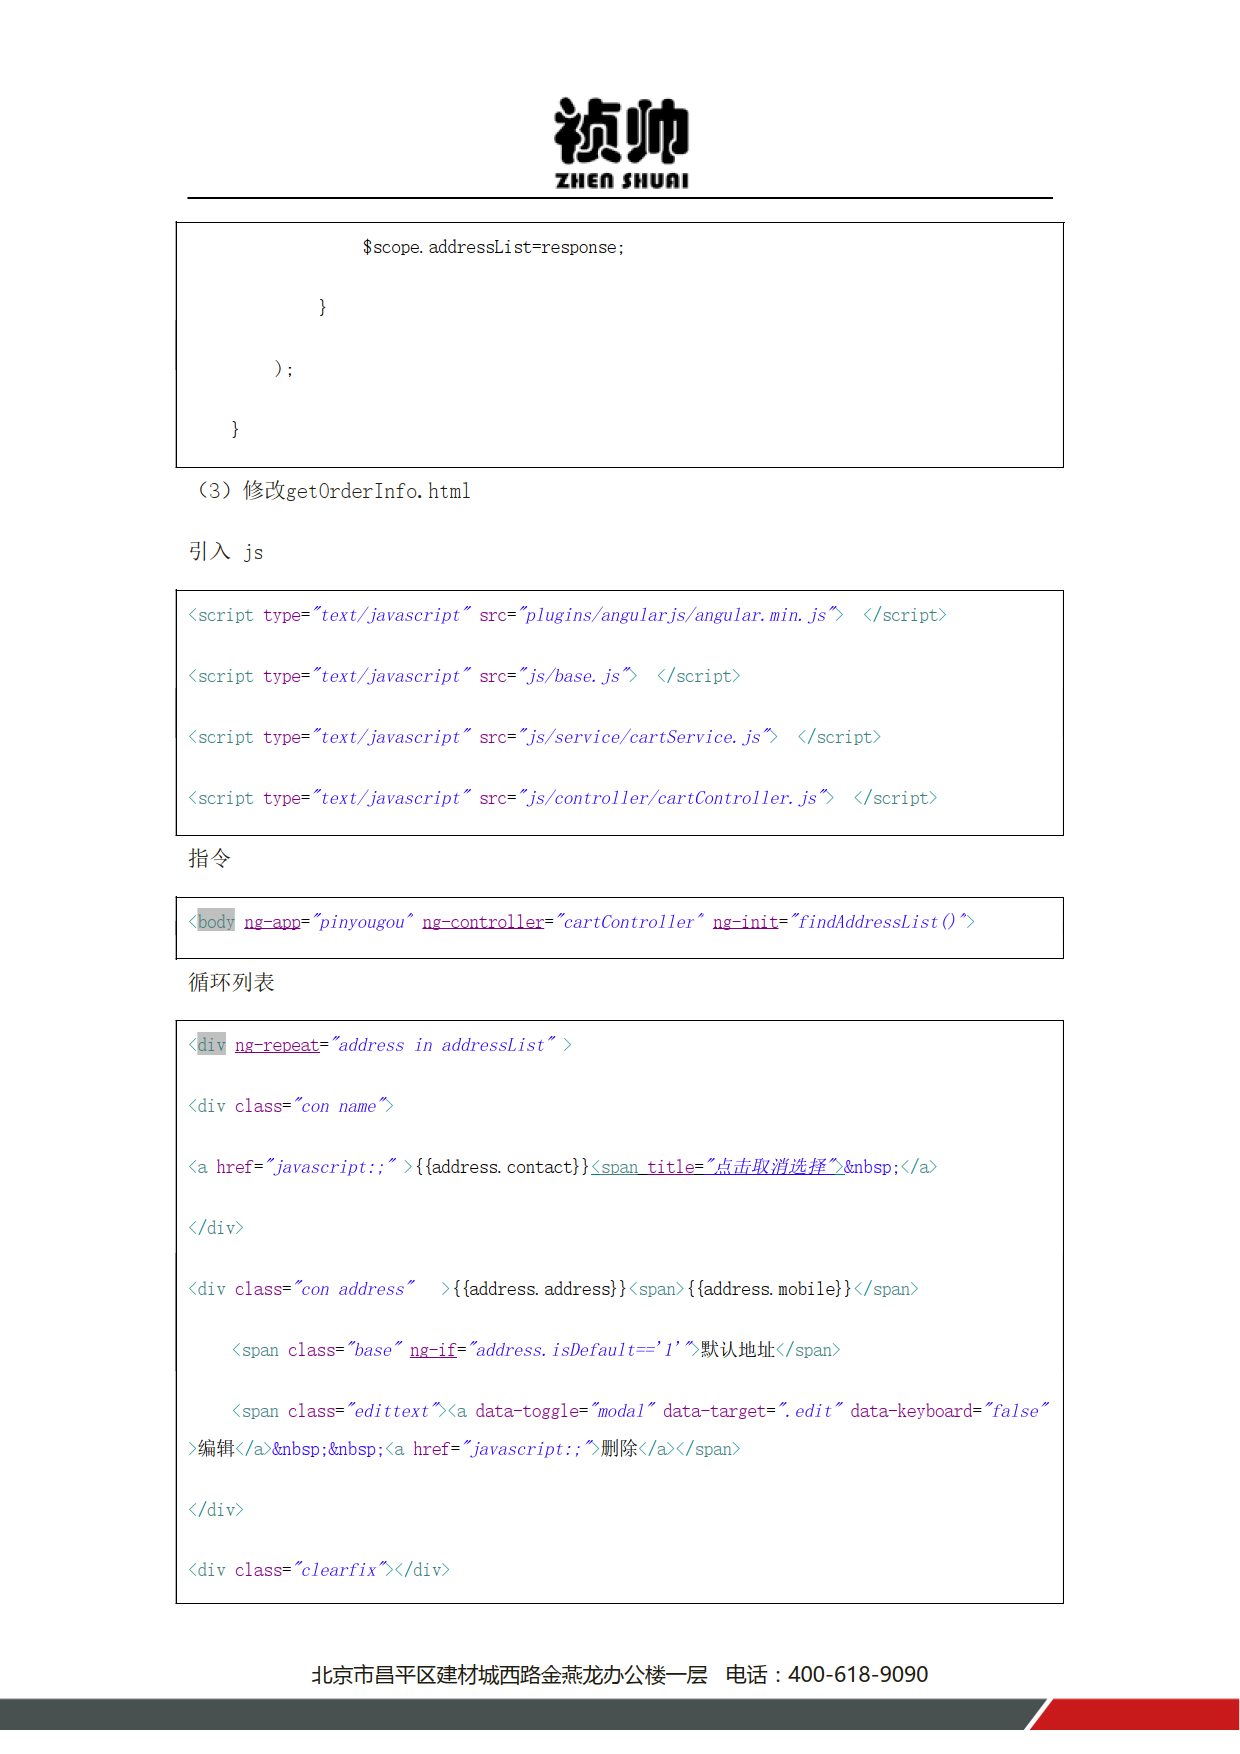 祯帅
ZHEN SHUAI
$scope.addressList=response;
}
);
}
（3）修改getOrderInfo.html
引入 js
<script type="text/javascript" src="plugins/angularjs/angular.min.js">  </script>
<script type="text/javascript" src="js/base.js">  </script>
<script type="text/javascript" src="js/service/cartService.js">  </script>
<script type="text/javascript" src="js/controller/cartController.js">  </script>
指令
<body ng-app="pinyougou" ng-controller="cartController" ng-init="findAddressList()">
循环列表
<div ng-repeat="address in addressList" >
<div class="con name">
<a href="javascript:;" >{{address.contact}}<span title="点击取消选择">&nbsp;</a>
</div>
<div class="con address"   >{{address.address}}<span>{{address.mobile}}</span>
<span class="base" ng-if="address.isDefault=='1'">默认地址</span>
<span class="edittext"><a data-toggle="modal" data-target=".edit" data-keyboard="false"
>编辑</a>&nbsp;&nbsp;<a href="javascript:;">删除</a></span>
</div>
<div class="clearfix"></div>
北京市昌平区建材城西路金燕龙办公楼一层   电话：400-618-9090